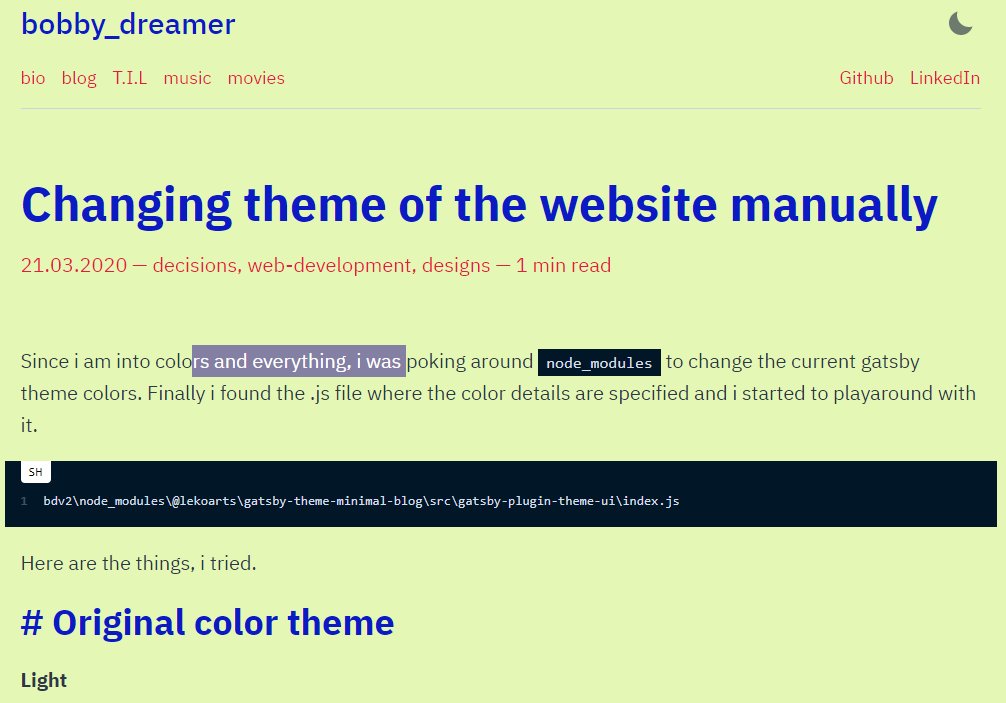 bobby_dreamer
bio blog T.I.L music movies Github LinkedIn
Changing theme of the website manually
21.03.2020 — decisions, web-development, designs — 1 min read
Since i am into colors and everything, i was poking around node_modules to change the current gatsby
theme colors. Finally i found the .js file where the color details are specified and i started to playaround with
it.
SH
1 bdv2\node_modules\@lekoarts\gatsby-theme-minimal-blog\src\gatsby-plugin-theme-ui\index.js
Here are the things, i tried.
# Original color theme
Light